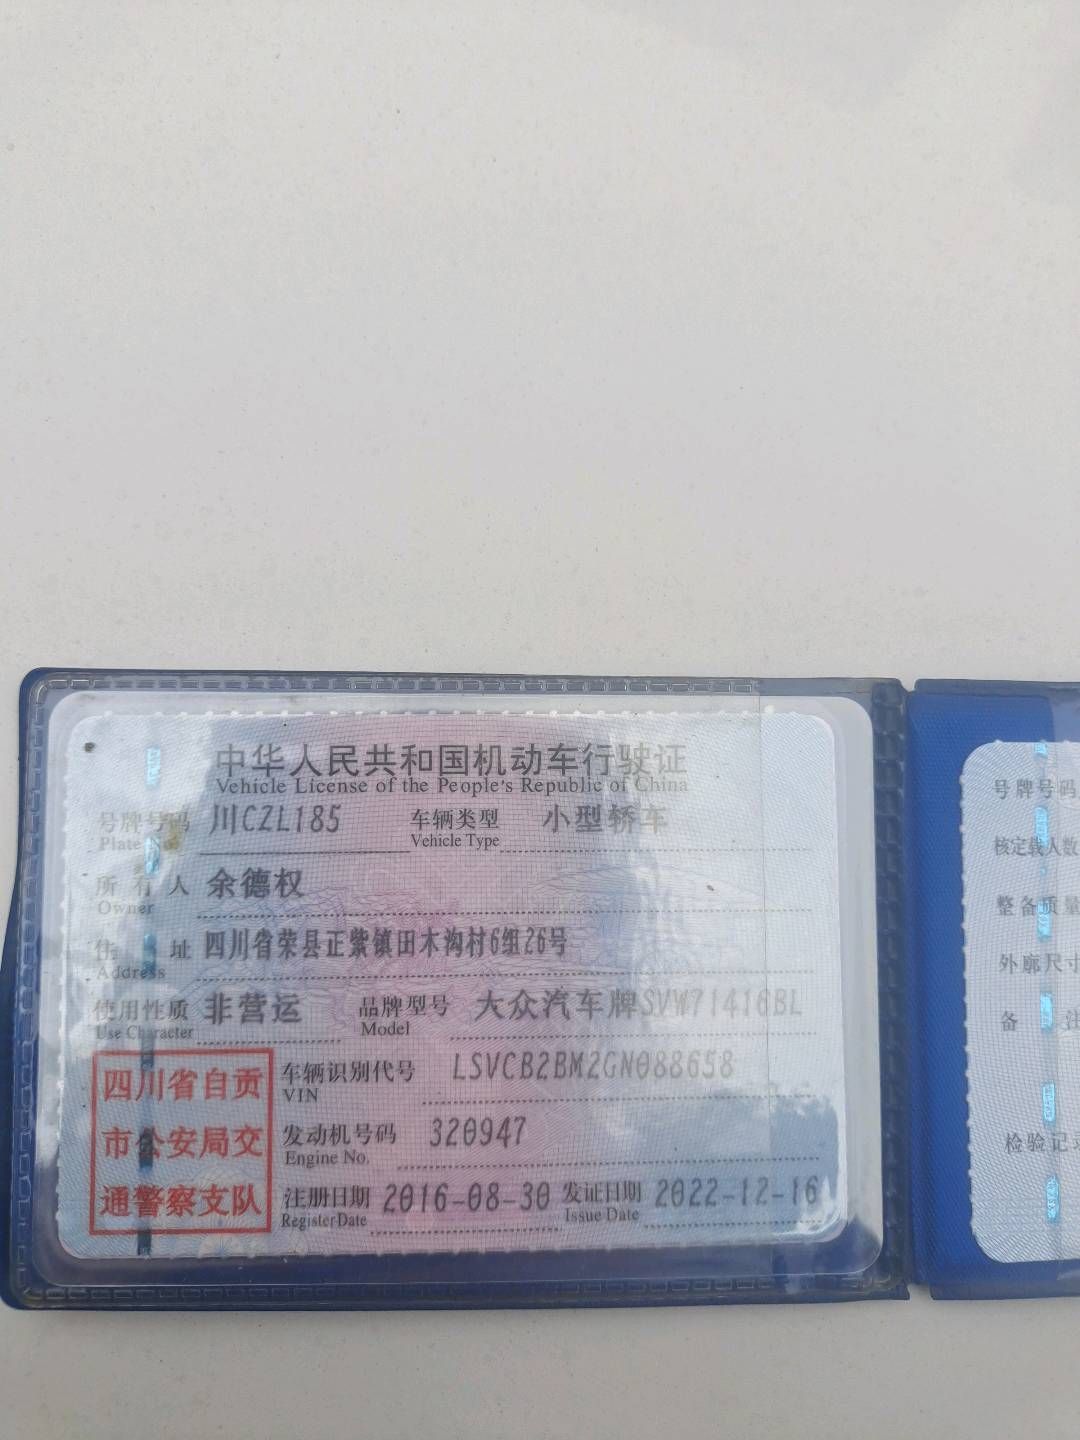 中华人民共和国机动车行驶证
Vehicle License of the People's Republic of China
号牌号码 川CZL185 车辆类型 小型轿车
Plate No. Vehicle Type
所有人 余德权
Owner
住址 四川省荣县正紫镇田木沟村6组26号
Address
使用性质 非营运 品牌型号 大众汽车牌SVW71416BL
Use Character Model
四川省自贡
市公安局交
通警察支队
车辆识别代号 LSVCB2BM2GN088658
VIN
发动机号码 320947
Engine No.
注册日期 2016-08-30 发证日期 2022-12-16
Register Date Issue Date
号牌号码
核定载人数
整备质量
外廓尺寸
备注
检验记录